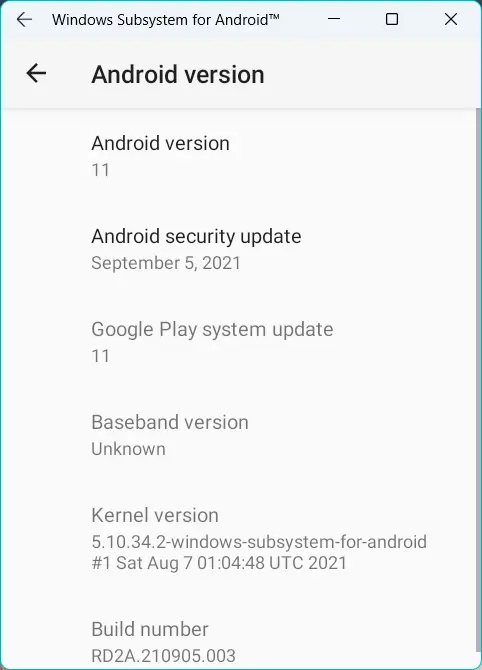 Windows Subsystem for Android™
Android version
Android version
11
Android security update
September 5, 2021
Google Play system update
11
Baseband version
Unknown
Kernel version
5.10.34.2-windows-subsystem-for-android
#1 Sat Aug 7 01:04:48 UTC 2021
Build number
RD2A.210905.003